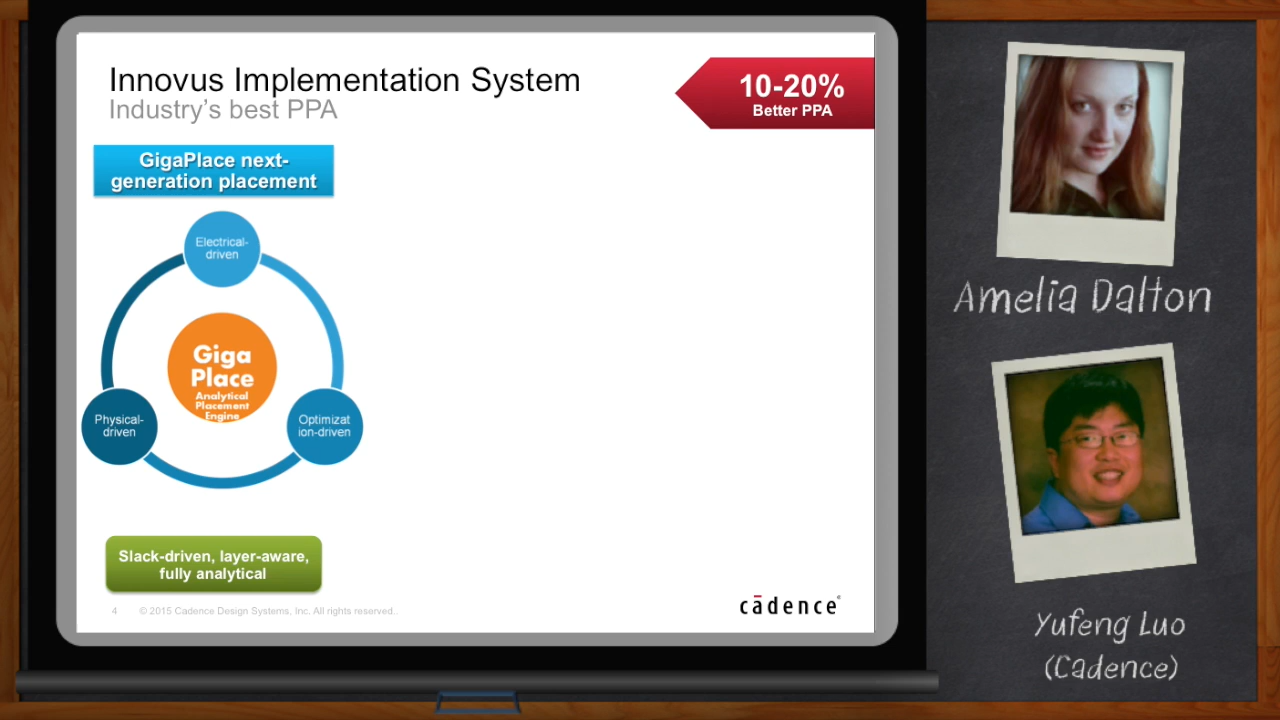 Innovus Implementation System
Industry's best PPA
10-20%
Better PPA
GigaPlace next-
generation placement
Electrical-
driven
Giga
Place
Analytical
Placement
Engine
Physical-
driven
Optimizat
ion-driven
Slack-driven, layer-aware,
fully analytical
4 © 2015 Cadence Design Systems, Inc. All rights reserved..
cādence®
Amelia Dalton
Yufeng Luo
(Cadence)